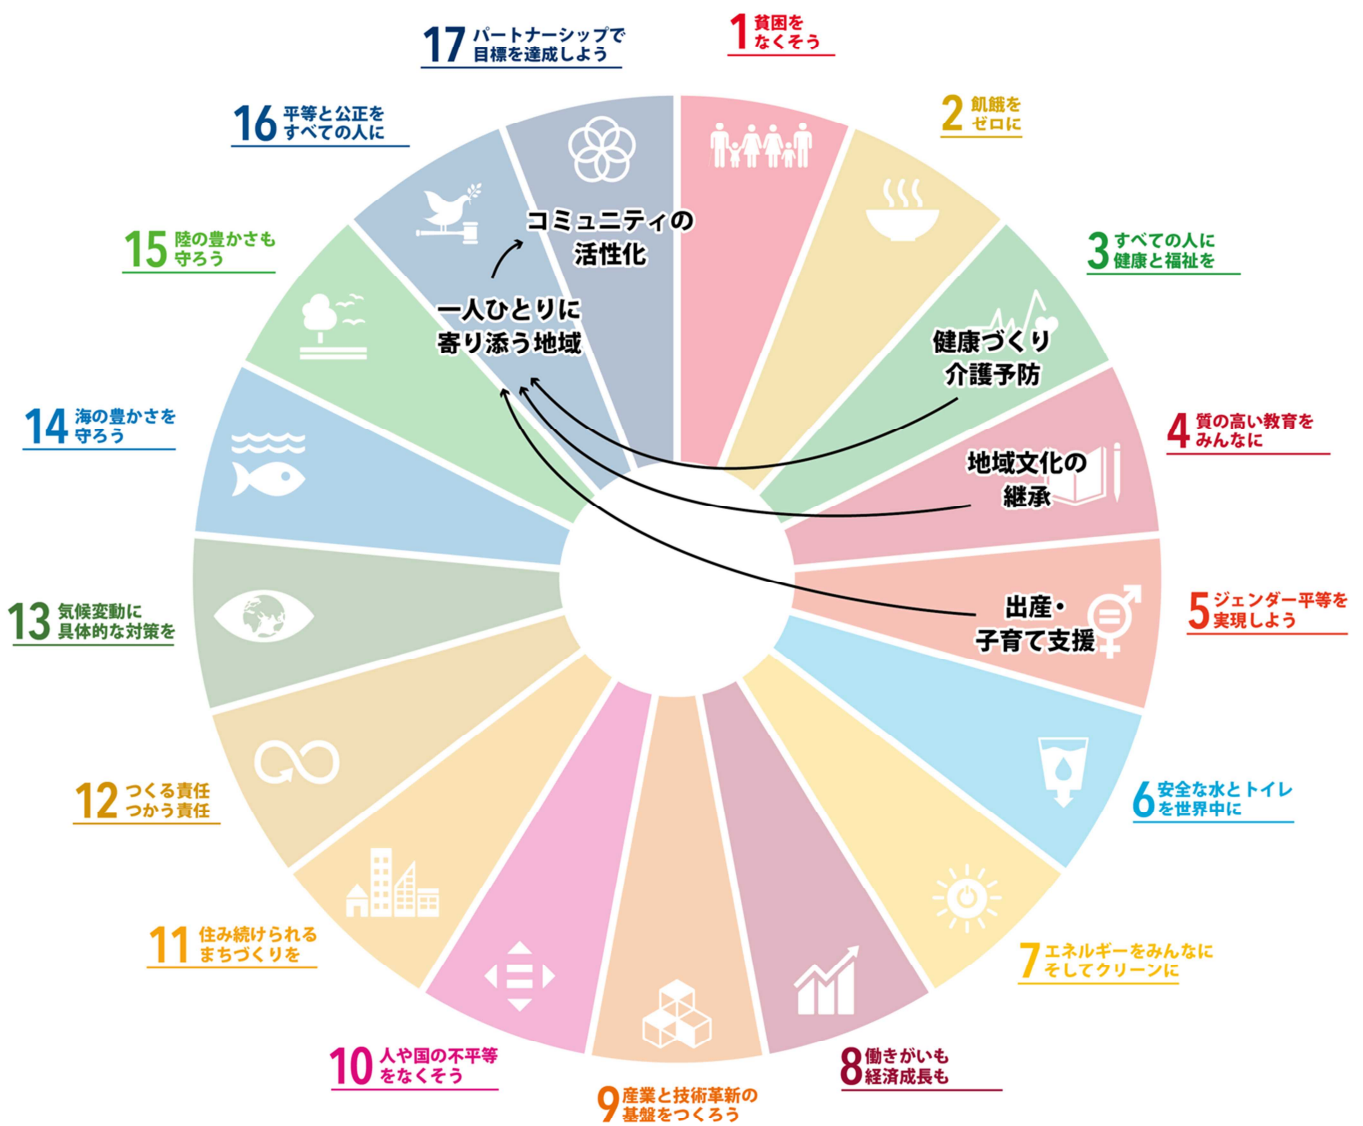 1 貧困を
なくそう
2 飢餓を
ゼロに
3 すべての人に
健康と福祉を
4 質の高い教育を
みんなに
5 ジェンダー平等を
実現しよう
6 安全な水とトイレ
を世界中に
7 エネルギーをみんなに
そしてクリーンに
8 働きがいも
経済成長も
9 産業と技術革新の
基盤をつくろう
10 人や国の不平等
をなくそう
11 住み続けられる
まちづくりを
12 つくる責任
つかう責任
13 気候変動に
具体的な対策を
14 海の豊かさを
守ろう
15 陸の豊かさも
守ろう
16 平等と公正を
すべての人に
17 パートナーシップで
目標を達成しよう
コミュニティの
活性化
一人ひとりに
寄り添う地域
健康づくり
介護予防
地域文化の
継承
出産・
子育て支援